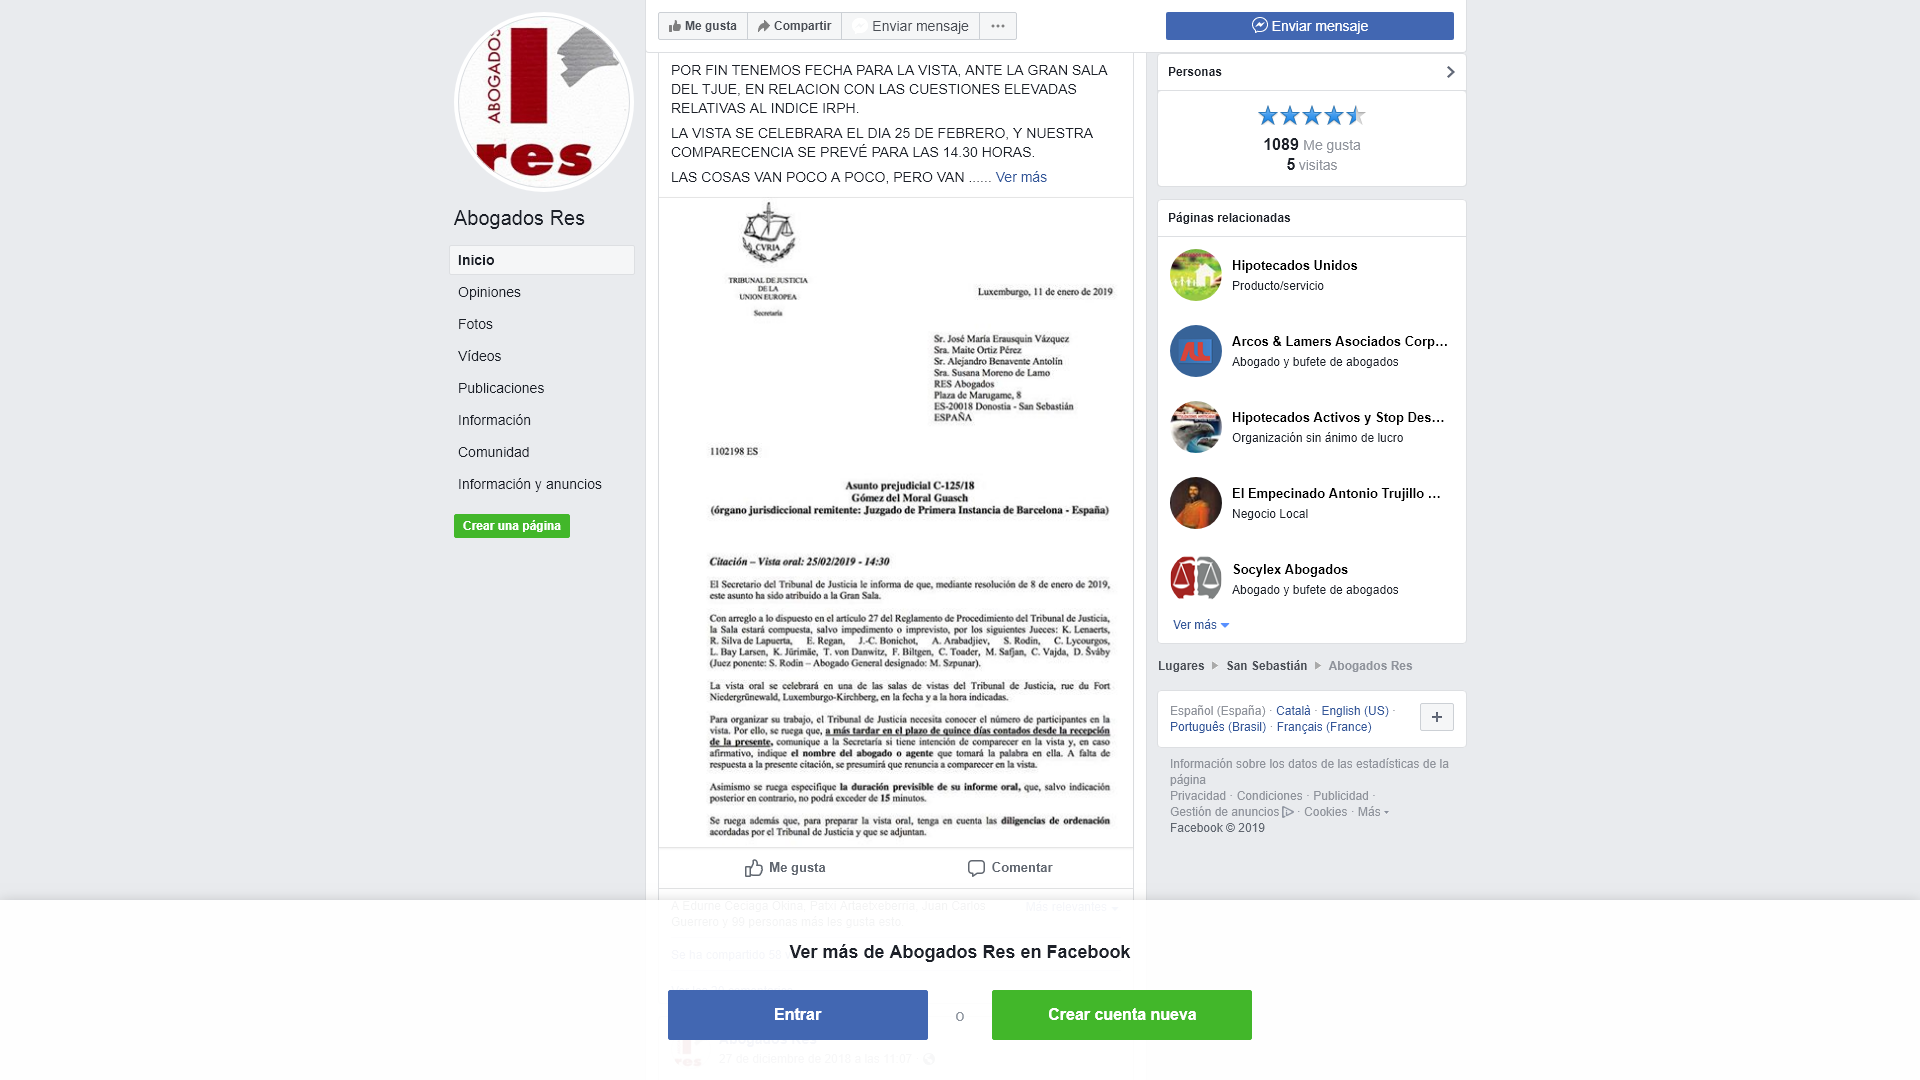 ABOGADOS
res
Abogados Res
Inicio
Opiniones
Fotos
Vídeos
Publicaciones
Información
Comunidad
Información y anuncios
Crear una página
Me gusta
Compartir
Enviar mensaje
Enviar mensaje
POR FIN TENEMOS FECHA PARA LA VISTA, ANTE LA GRAN SALA
DEL TJUE, EN RELACION CON LAS CUESTIONES ELEVADAS
RELATIVAS AL INDICE IRPH.
LA VISTA SE CELEBRARA EL DIA 25 DE FEBRERO, Y NUESTRA
COMPARECENCIA SE PREVÉ PARA LAS 14.30 HORAS.
LAS COSAS VAN POCO A POCO, PERO VAN ...... Ver más
CVRIA
TRIBUNAL DE JUSTICIA
DE LA
UNION EUROPEA
Secretaría
Luxemburgo, 11 de enero de 2019
Sr. José María Erausquin Vázquez
Sra. Maite Ortiz Pérez
Sr. Alejandro Benavente Antolín
Sra. Susana Moreno de Lamo
RES Abogados
Plaza de Marugame, 8
ES-20018 Donostia - San Sebastián
ESPAÑA
1102198 ES
Asunto prejudicial C-125/18
Gómez del Moral Guasch
(órgano jurisdiccional remitente: Juzgado de Primera Instancia de Barcelona - España)
Citación – Vista oral: 25/02/2019 - 14:30
El Secretario del Tribunal de Justicia le informa de que, mediante resolución de 8 de enero de 2019,
este asunto ha sido atribuido a la Gran Sala.
Con arreglo a lo dispuesto en el artículo 27 del Reglamento de Procedimiento del Tribunal de Justicia,
la Sala estará compuesta, salvo impedimento o imprevisto, por los siguientes Jueces: K. Lenaerts,
R. Silva de Lapuerta, E. Regan, J.-C. Bonichot, A. Arabadjiev, S. Rodin, C. Lycourgos,
L. Bay Larsen, K. Jürimäe, T. von Danwitz, F. Biltgen, C. Toader, M. Safjan, C. Vajda, D. Šváby
(Juez ponente: S. Rodin – Abogado General designado: M. Szpunar).
La vista oral se celebrará en una de las salas de vistas del Tribunal de Justicia, rue du Fort
Niedergrünewald, Luxemburgo-Kirchberg, en la fecha y a la hora indicadas.
Para organizar su trabajo, el Tribunal de Justicia necesita conocer el número de participantes en la
vista. Por ello, se ruega que, a más tardar en el plazo de quince días contados desde la recepción
de la presente, comunique a la Secretaría si tiene intención de comparecer en la vista y, en caso
afirmativo, indique el nombre del abogado o agente que tomará la palabra en ella. A falta de
respuesta a la presente citación, se presumirá que renuncia a comparecer en la vista.
Asimismo se ruega especifique la duración previsible de su informe oral, que, salvo indicación
posterior en contrario, no podrá exceder de 15 minutos.
Se ruega además que, para preparar la vista oral, tenga en cuenta las diligencias de ordenación
acordadas por el Tribunal de Justicia y que se adjuntan.
Me gusta
Comentar
Personas
1089 Me gusta
5 visitas
Páginas relacionadas
Hipotecados Unidos
Producto/servicio
Arcos & Lamers Asociados Corp...
Abogado y bufete de abogados
Hipotecados Activos y Stop Des...
Organización sin ánimo de lucro
El Empecinado Antonio Trujillo ...
Negocio Local
Socylex Abogados
Abogado y bufete de abogados
Ver más
Lugares
San Sebastián
Abogados Res
Español (España) · Català · English (US) ·
Português (Brasil) · Français (France)
Información sobre los datos de las estadísticas de la
página
Privacidad · Condiciones · Publicidad ·
Gestión de anuncios · Cookies · Más
Facebook © 2019
Ver más de Abogados Res en Facebook
Entrar
o
Crear cuenta nueva
27 de diciembre de 2018 a las 11:07